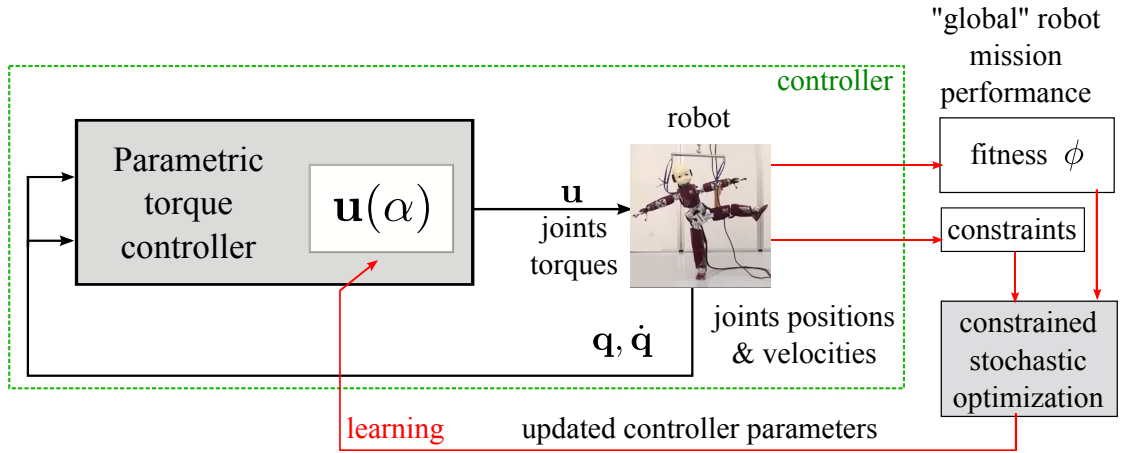 "global" robot
mission
performance
controller
robot
Parametric
torque
controller
𝐮(α)
𝐮
joints
torques
fitness ϕ
constraints
𝐪, 𝐪̇
joints positions
& velocities
constrained
stochastic
optimization
learning
updated controller parameters